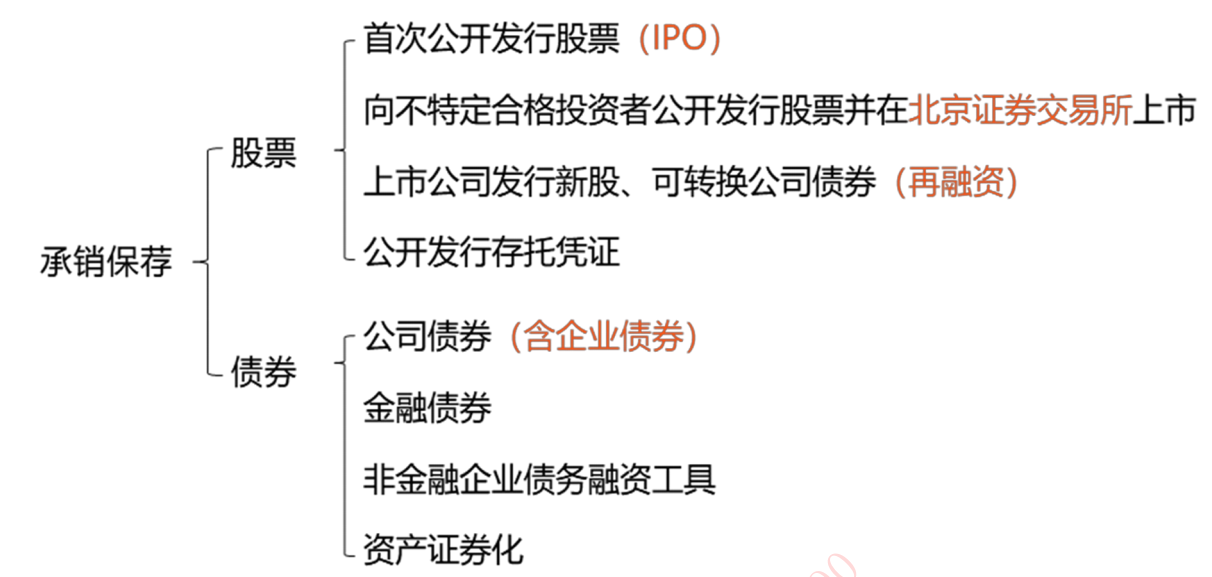 首次公开发行股票（IPO）
向不特定合格投资者公开发行股票并在北京证券交易所上市
股票
上市公司发行新股、可转换公司债券（再融资）
公开发行存托凭证
承销保荐
公司债券（含企业债券）
债券
金融债券
非金融企业债务融资工具
资产证券化